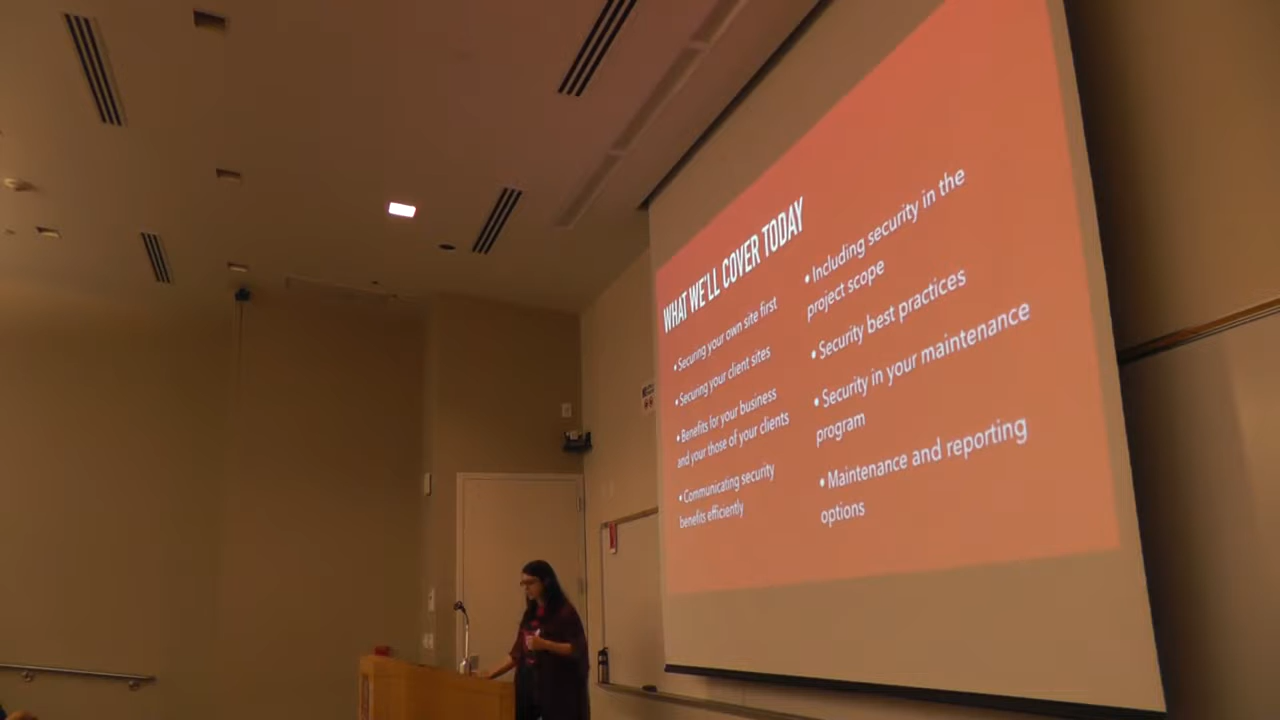 WHAT WE'LL COVER TODAY
• Securing your own site first
• Securing your client sites
• Benefits for your business
and your those of your clients
• Communicating security
benefits efficiently
• Including security in the
project scope
• Security best practices
• Security in your maintenance
program
• Maintenance and reporting
options